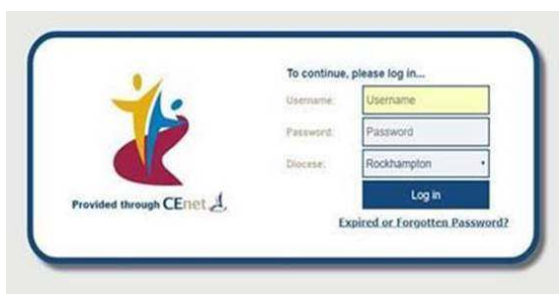 To continue, please log in...
Username: Username
Password: Password
Diocese: Rockhampton
Log in
Provided through CEnet
Expired or Forgotten Password?